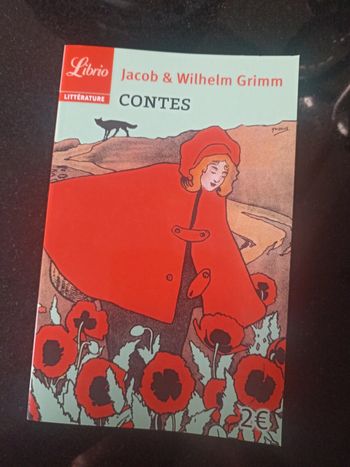 Librio
LITTÉRATURE
Jacob & Wilhelm Grimm
CONTES
2€